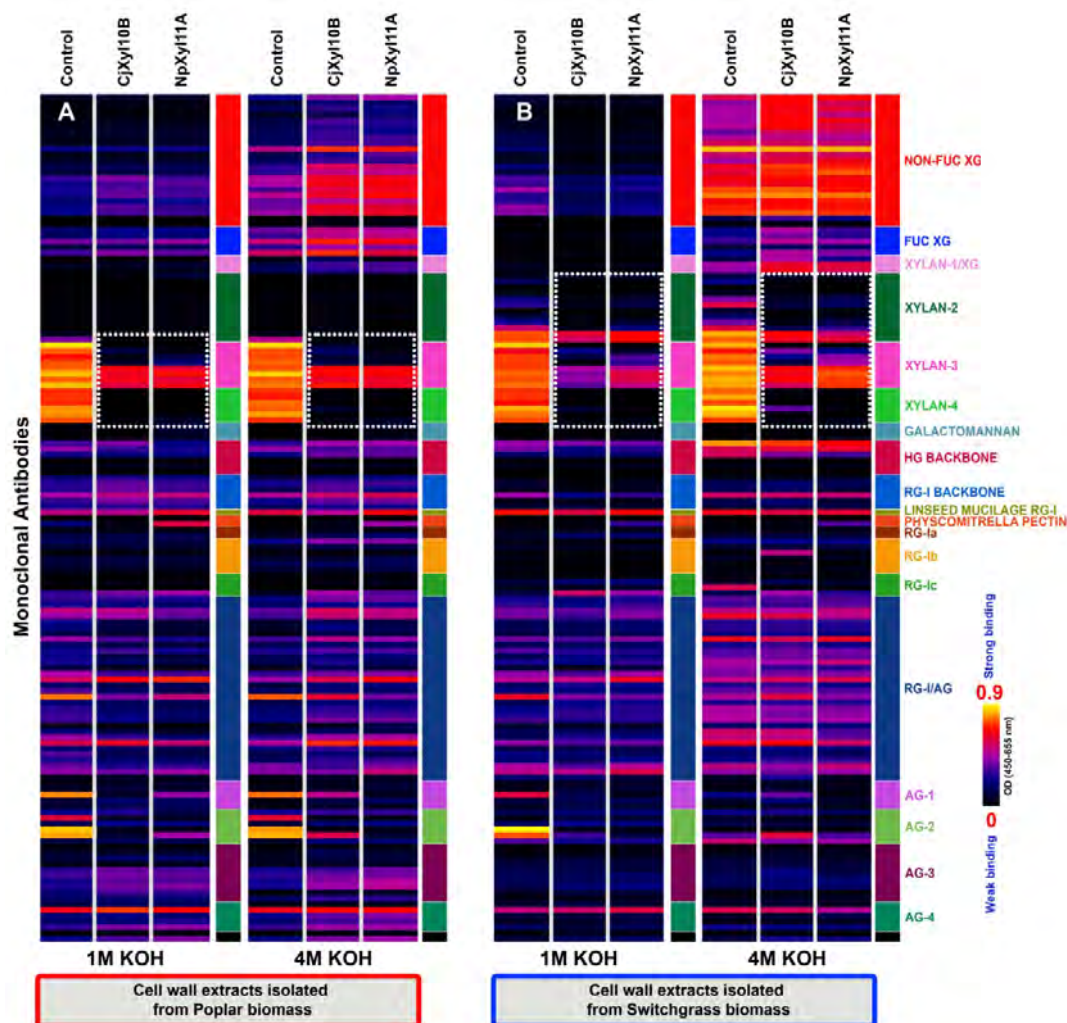 Control
CjXyl10B
NpXyl11A
Control
CjXyl10B
NpXyl11A
Control
CjXyl10B
NpXyl11A
Control
CjXyl10B
NpXyl11A
A
B
Monoclonal Antibodies
NON-FUC XG
FUC XG
XYLAN-1/XG
XYLAN-2
XYLAN-3
XYLAN-4
GALACTOMANNAN
HG BACKBONE
RG-I BACKBONE
LINSEED MUCILAGE RG-I
PHYSCOMITRELLA PECTIN
RG-Ia
RG-Ib
RG-Ic
RG-I/AG
AG-1
AG-2
AG-3
AG-4
Strong binding
0.9
OD (450-655 nm)
0
Weak binding
1M KOH
4M KOH
1M KOH
4M KOH
Cell wall extracts isolated
from Poplar biomass
Cell wall extracts isolated
from Switchgrass biomass